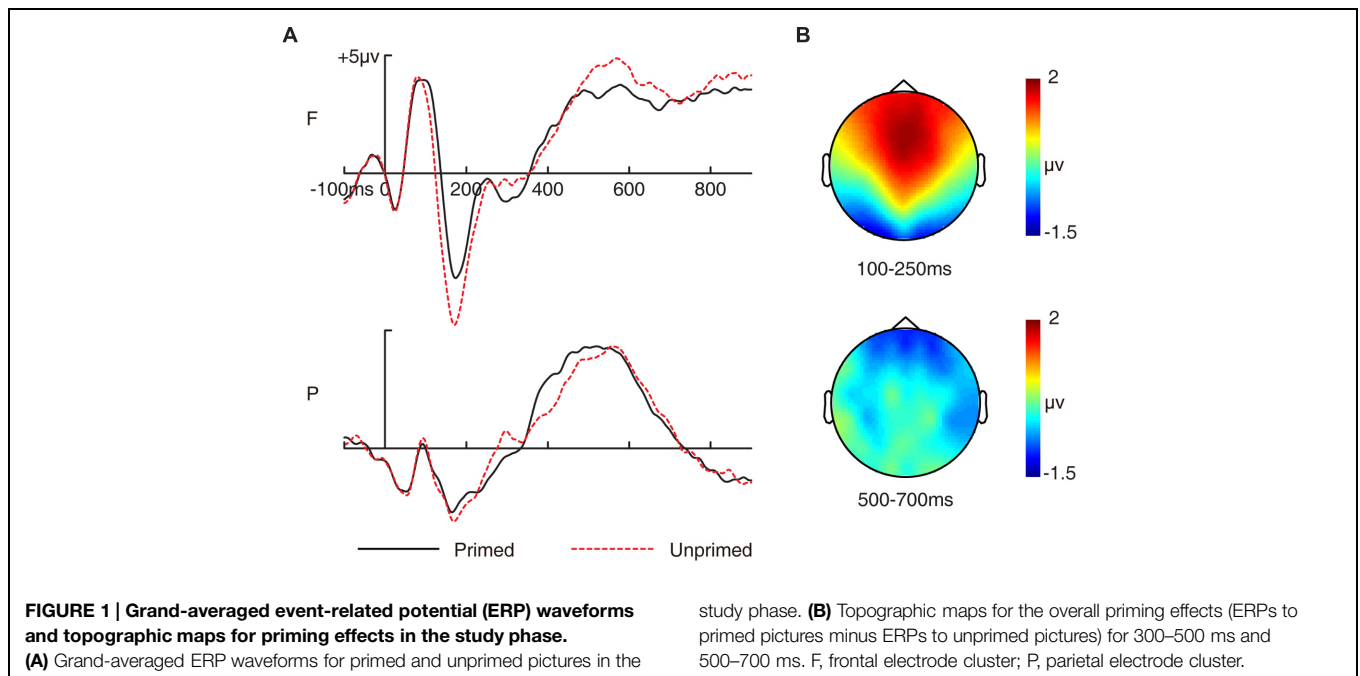 A
B
+5μv
F
-100ms 0 200 400 600 800
2
μv
-1.5
100-250ms
P
2
μv
-1.5
500-700ms
Primed Unprimed
FIGURE 1 | Grand-averaged event-related potential (ERP) waveforms
and topographic maps for priming effects in the study phase.
(A) Grand-averaged ERP waveforms for primed and unprimed pictures in the
study phase. (B) Topographic maps for the overall priming effects (ERPs to
primed pictures minus ERPs to unprimed pictures) for 300–500 ms and
500–700 ms. F, frontal electrode cluster; P, parietal electrode cluster.